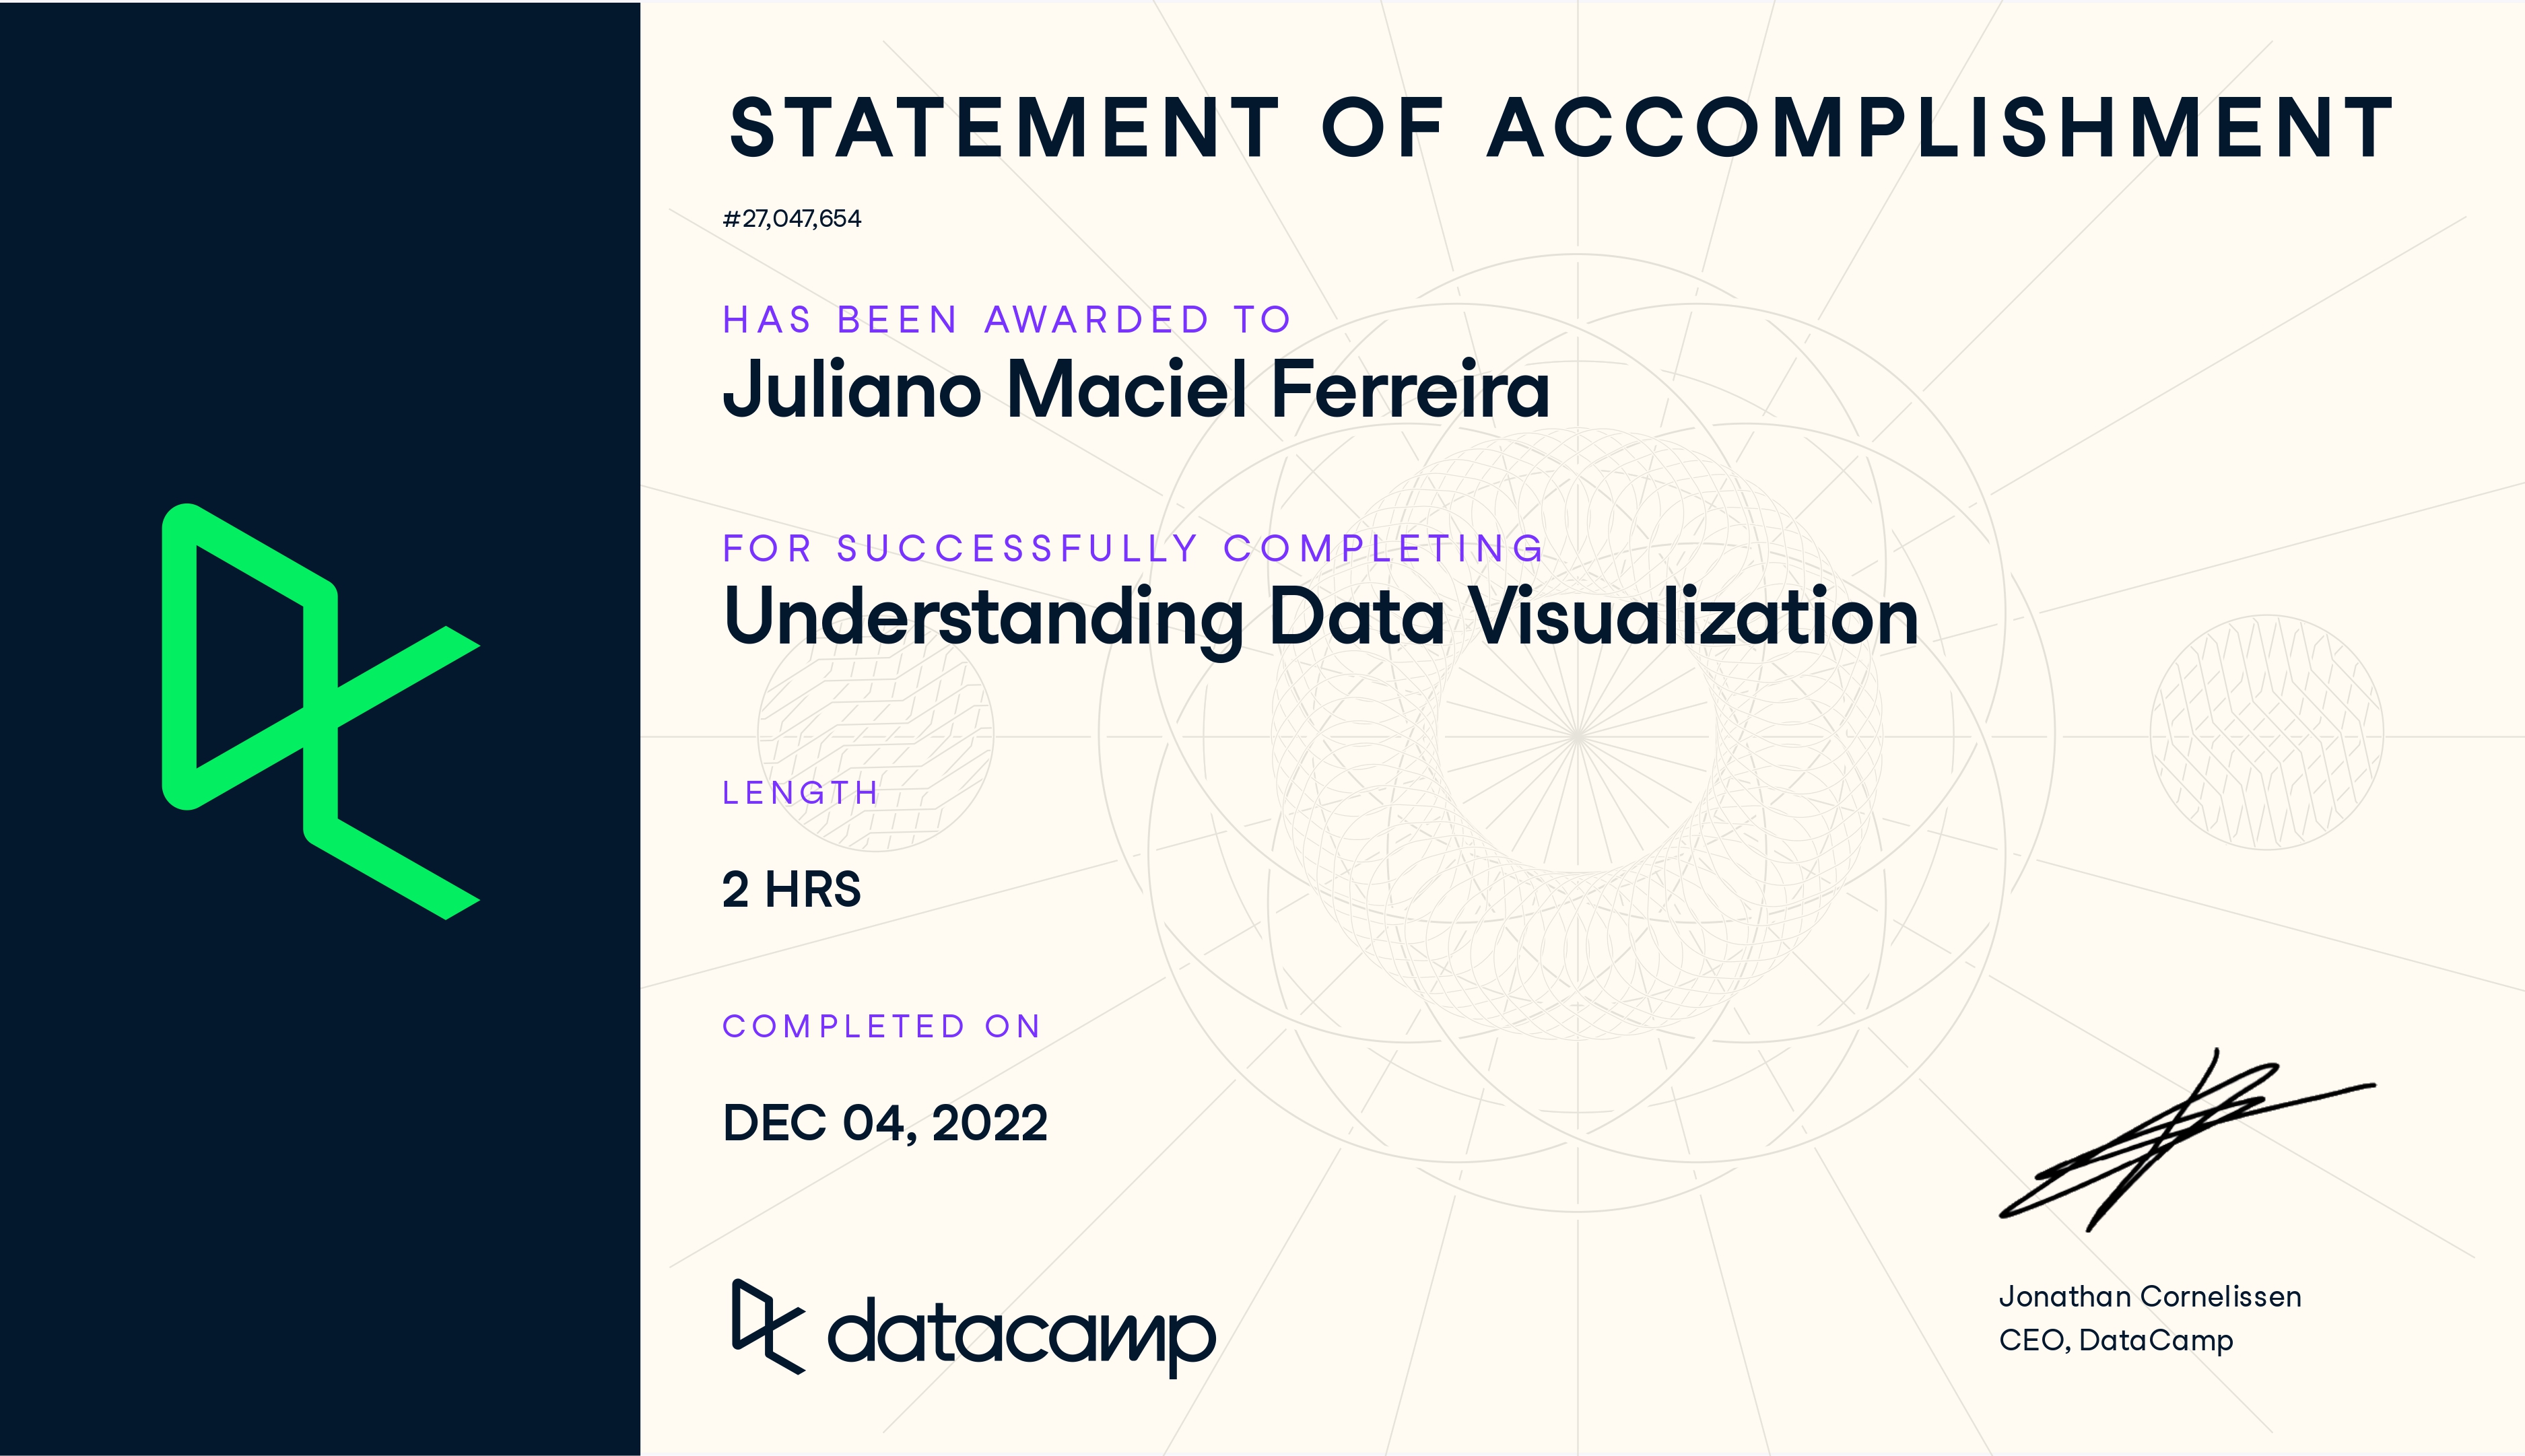 STATEMENT OF ACCOMPLISHMENT
#27,047,654
HAS BEEN AWARDED TO
Juliano Maciel Ferreira
FOR SUCCESSFULLY COMPLETING
Understanding Data Visualization
LENGTH
2 HRS
COMPLETED ON
DEC 04, 2022
datacamp
Jonathan Cornelissen
CEO, DataCamp